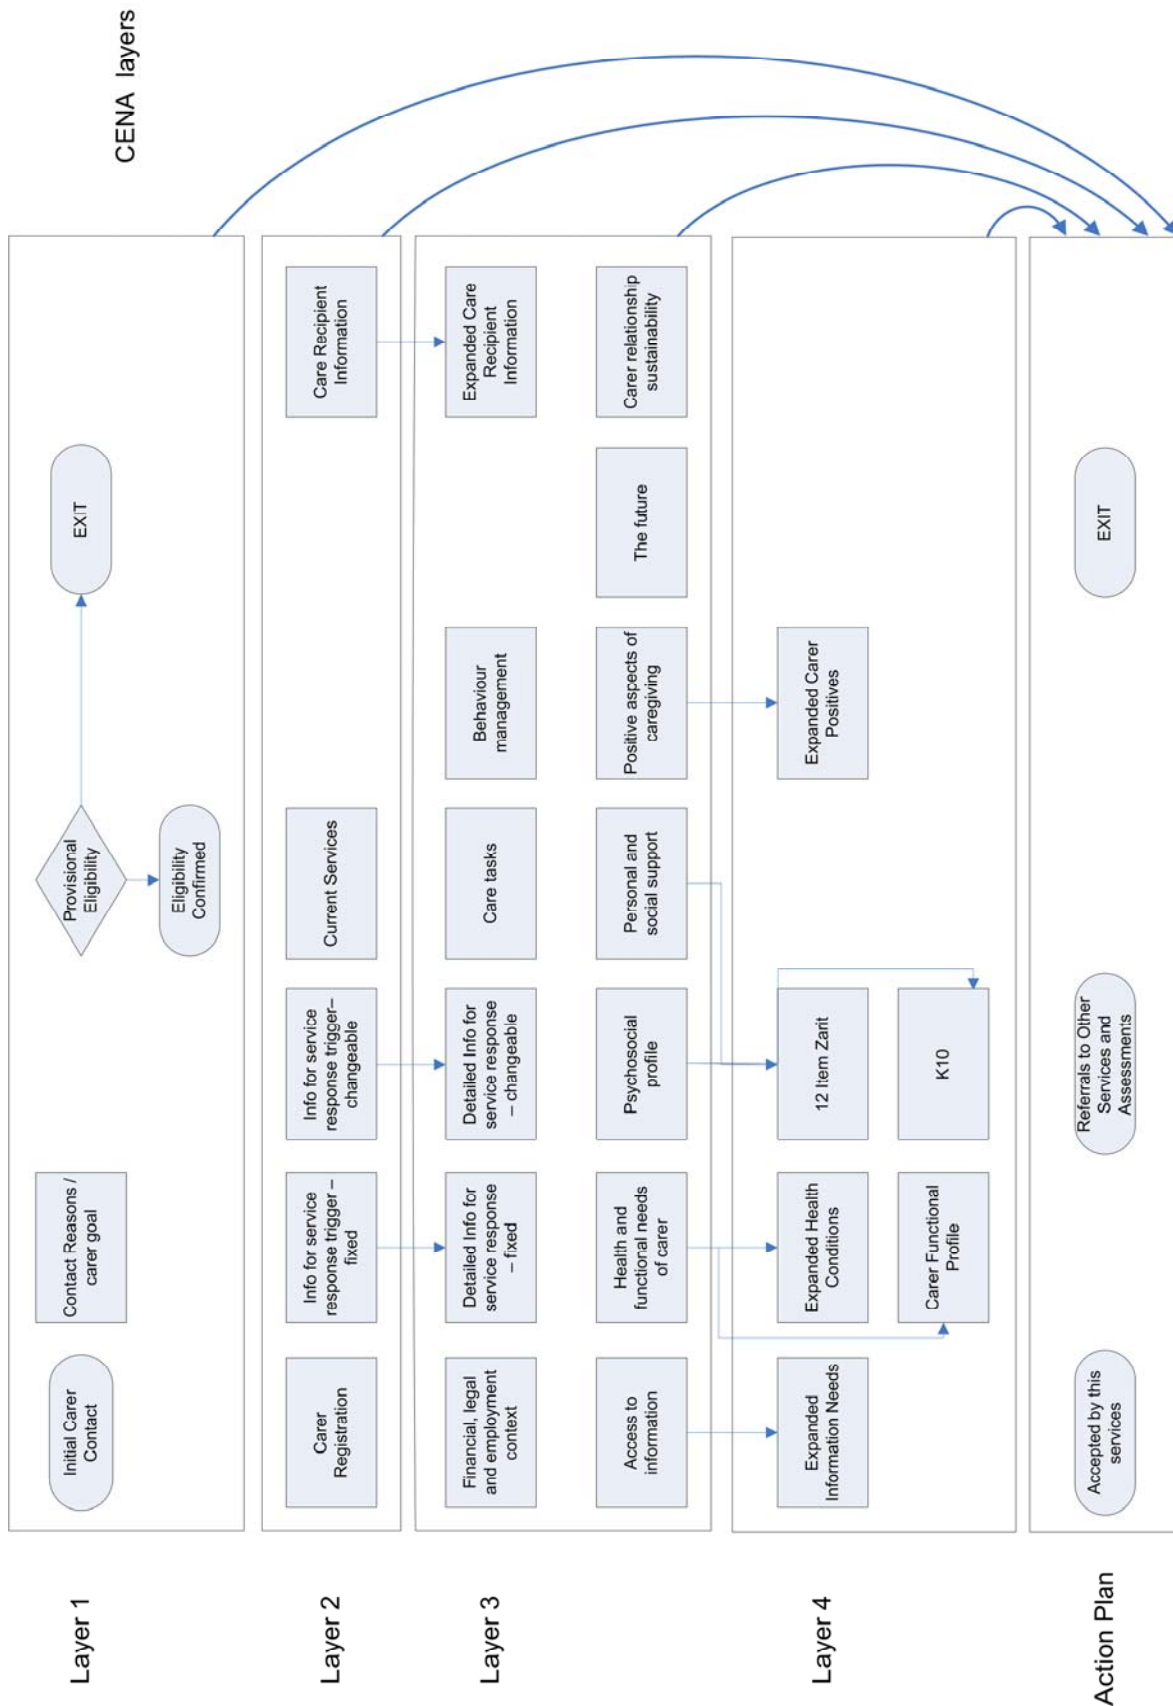 CENA layers
Layer 1
Initial Carer
Contact
Contact Reasons /
carer goal
Provisional
Eligibility
Eligibility
Confirmed
EXIT
Layer 2
Carer
Registration
Info for service
response trigger –
fixed
Info for service
response trigger–
changeable
Current Services
Care Recipient
Information
Layer 3
Financial, legal
and employment
context
Detailed Info for
service response
– fixed
Detailed Info for
service response
– changeable
Care tasks
Behaviour
management
Expanded Care
Recipient
Information
Access to
information
Health and
functional needs
of carer
Psychosocial
profile
Personal and
social support
Positive aspects of
caregiving
The future
Carer relationship
sustainability
Layer 4
Expanded
Information Needs
Expanded Health
Conditions
12 Item Zarit
Expanded Carer
Positives
Carer Functional
Profile
K10
Action Plan
Accepted by this
services
Referrals to Other
Services and
Assessments
EXIT